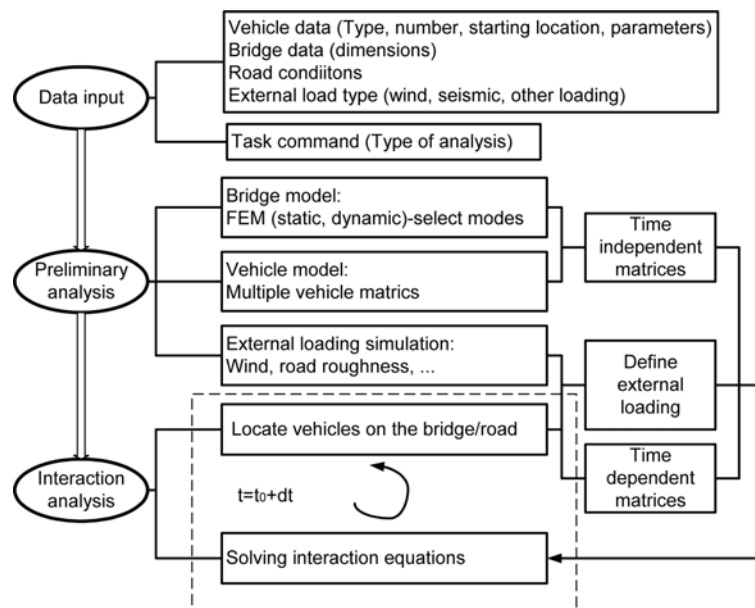 Vehicle data (Type, number, starting location, parameters)
Bridge data (dimensions)
Road condiitons
External load type (wind, seismic, other loading)
Data input
Task command (Type of analysis)
Bridge model:
FEM (static, dynamic)-select modes
Time
independent
matrices
Preliminary
analysis
Vehicle model:
Multiple vehicle matrics
External loading simulation:
Wind, road roughness, ...
Define
external
loading
Locate vehicles on the bridge/road
Time
dependent
matrices
Interaction
analysis
t=t₀+dt
Solving interaction equations